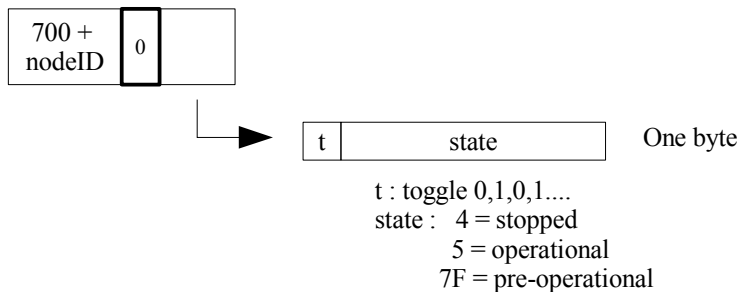 700 +
nodeID
0
t
state
One byte
t : toggle 0,1,0,1....
state : 4 = stopped
5 = operational
7F = pre-operational